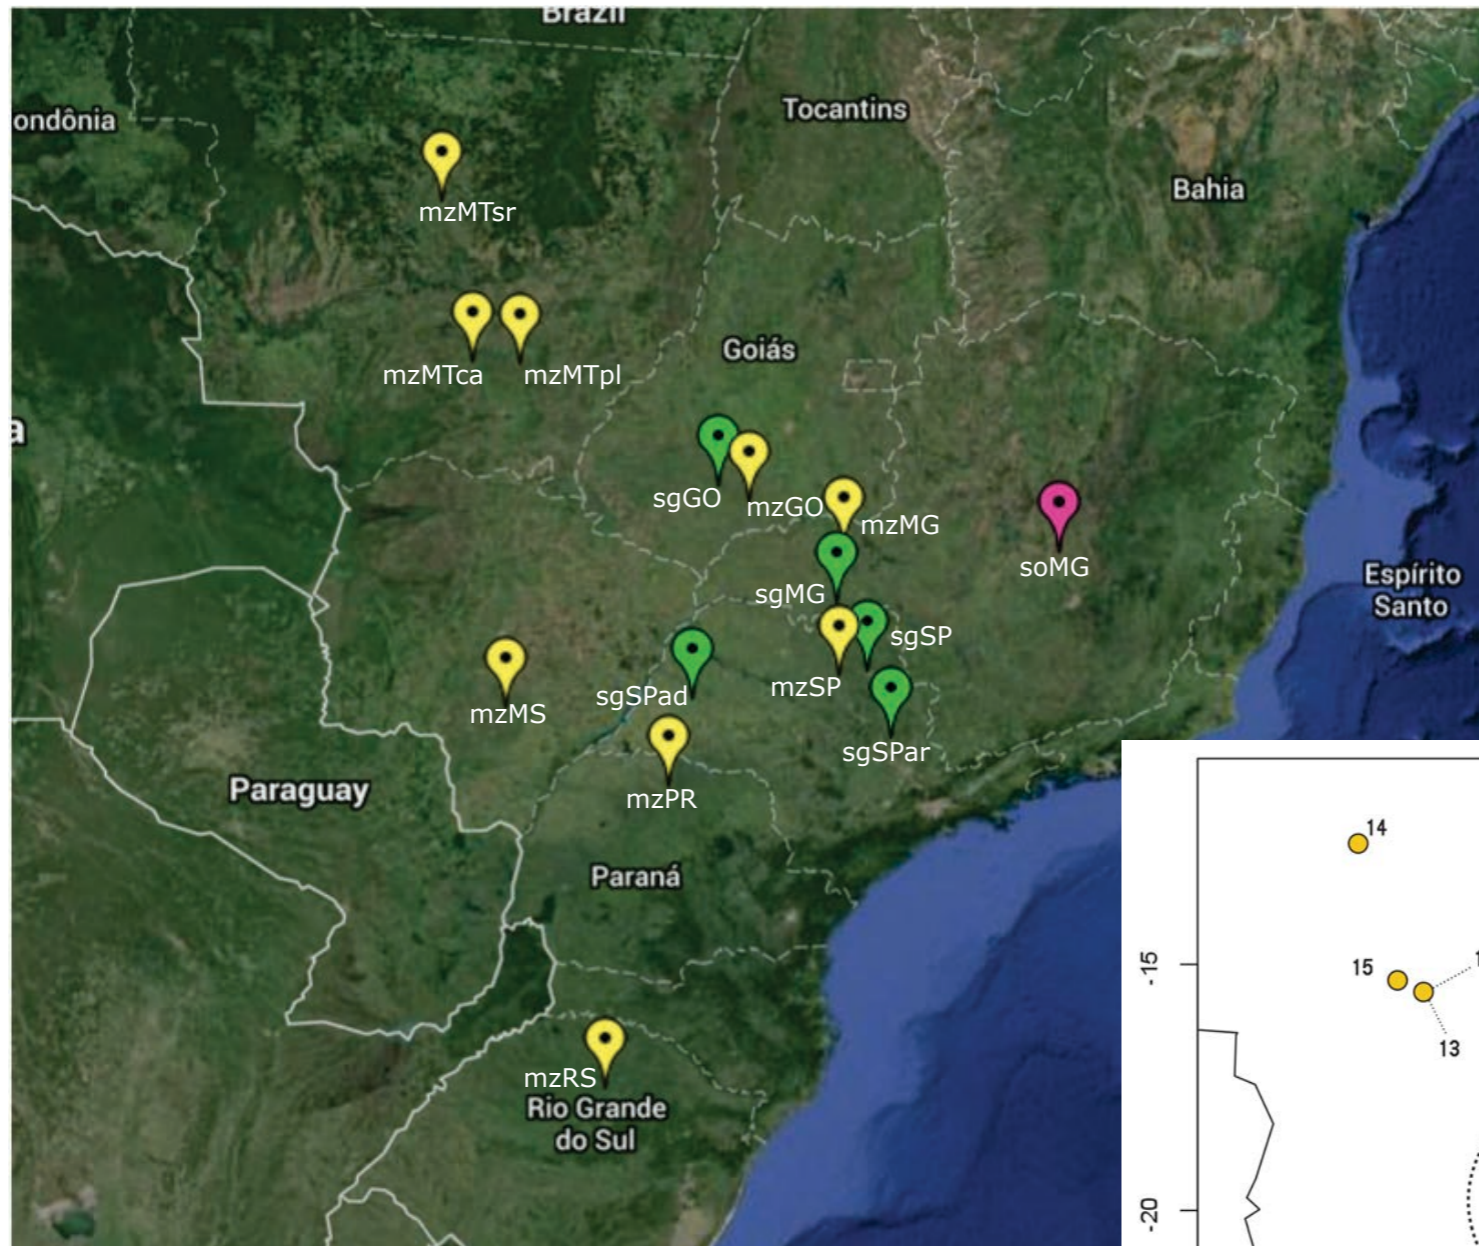 Brazil
ondônia
Tocantins
mzMTsr
Bahia
Goiás
mzMTca
mzMTpl
a
sgGO
mzGO
mzMG
soMG
sgMG
Espírito
Santo
sgSP
mzSP
sgSPad
mzMS
sgSPar
Paraguay
mzPR
Paraná
mzRS
Rio Grande
do Sul
14
-15
15
1
13
-20